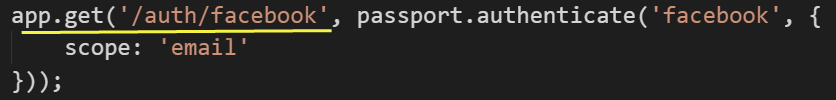 app.get('/auth/facebook', passport.authenticate('facebook', {
    scope: 'email'
}));